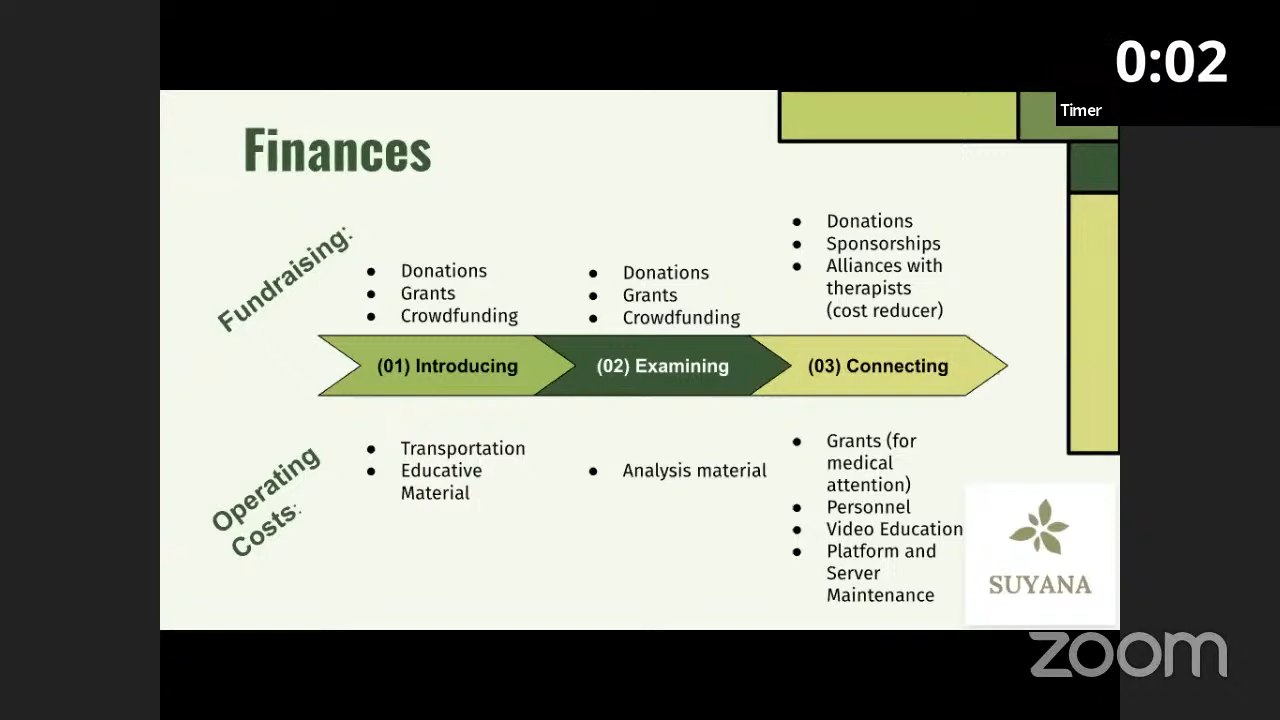 0:02
Timer
Finances
Fundraising:
Donations
Grants
Crowdfunding
Donations
Grants
Crowdfunding
Donations
Sponsorships
Alliances with
therapists
(cost reducer)
(01) Introducing
(02) Examining
(03) Connecting
Operating
Costs:
Transportation
Educative
Material
Analysis material
Grants (for
medical
attention)
Personnel
Video Education
Platform and
Server
Maintenance
SUYANA
zoom